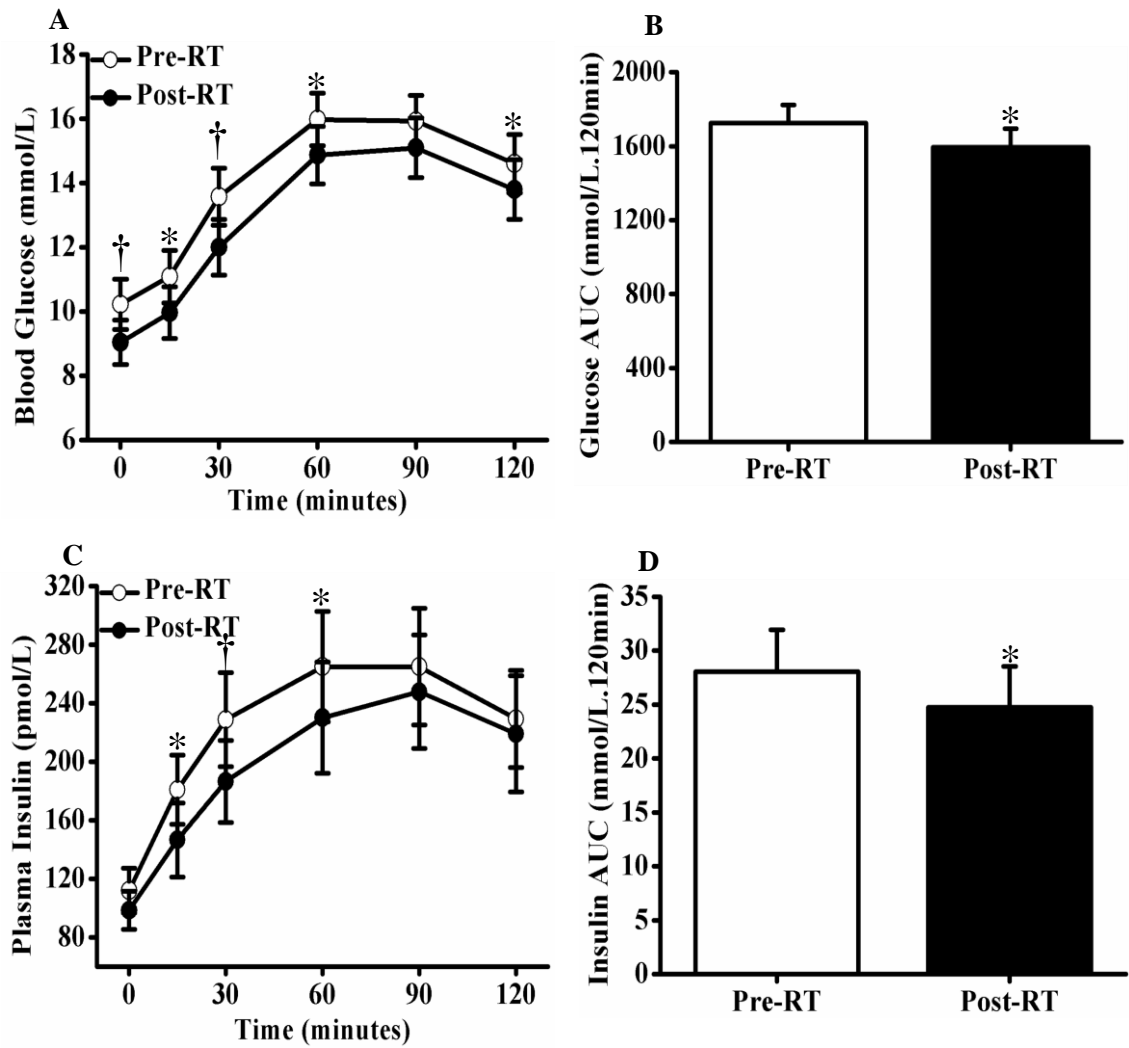 A
Pre-RT
Post-RT
Blood Glucose (mmol/L)
18
16
14
12
10
8
6
† * † * *
0 30 60 90 120
Time (minutes)
B
Glucose AUC (mmol/L.120min)
2000
1600
1200
800
400
0
*
Pre-RT Post-RT
C
Pre-RT
Post-RT
Plasma Insulin (pmol/L)
320
280
240
200
160
120
80
* † *
0 30 60 90 120
Time (minutes)
D
Insulin AUC (mmol/L.120min)
35
30
25
20
15
10
5
0
*
Pre-RT Post-RT